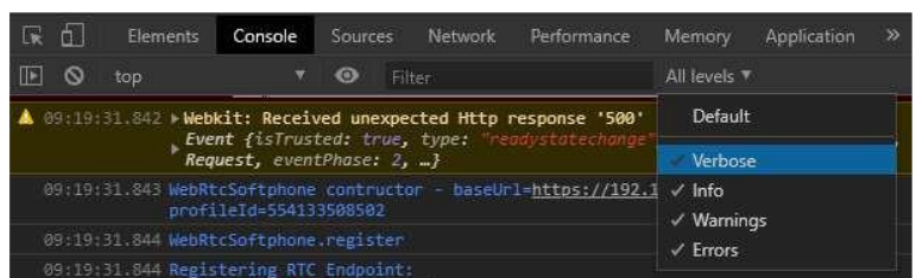 Elements Console Sources Network Performance Memory Application »
top Filter All levels
09:19:31.842 Webkit: Received unexpected Http response '500'
Event {isTrusted: true, type: "readystatechange"
Request, eventPhase: 2, …}
09:19:31.843 WebRtcSoftphone contructor - baseUrl=https://192.1
profileId=554133508502
09:19:31.844 WebRtcSoftphone.register
09:19:31.844 Registering RTC Endpoint:
Default
Verbose
Info
Warnings
Errors